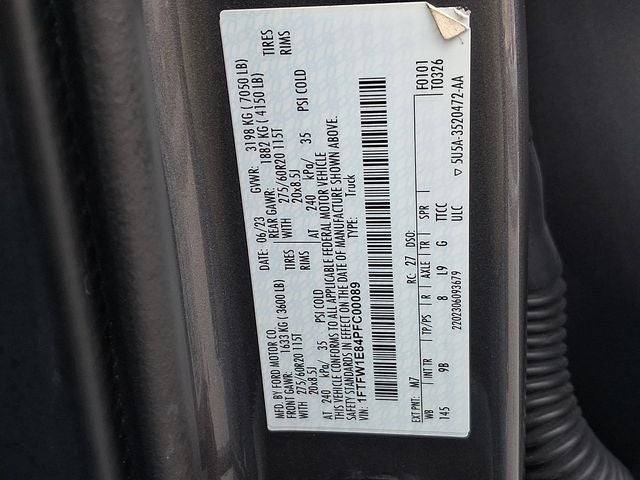 MFD. BY FORD MOTOR CO.
DATE: 06/23 GVWR: 3198 KG ( 7050 LB)
FRONT GAWR: 1633 KG ( 3600 LB) REAR GAWR: 1882 KG ( 4150 LB)
WITH 275/60R20 115T TIRES WITH 275/60R20 115T TIRES
20x8.5J RIMS 20x8.5J RIMS
AT 240 kPa/ 35 PSI COLD AT 240 kPa/ 35 PSI COLD
THIS VEHICLE CONFORMS TO ALL APPLICABLE FEDERAL MOTOR VEHICLE
SAFETY STANDARDS IN EFFECT ON THE DATE OF MANUFACTURE SHOWN ABOVE.
VIN: 1FTFW1E84PFC00089 TYPE: Truck
F0101
T0326
EXT PNT: M7 RC: 27 DSO:
WB INT TR TP/PS R AXLE TR SPR
145 9B 8 L9 G TTCC
2202306093679 ULC
▽ 5U5A-3520472-AA